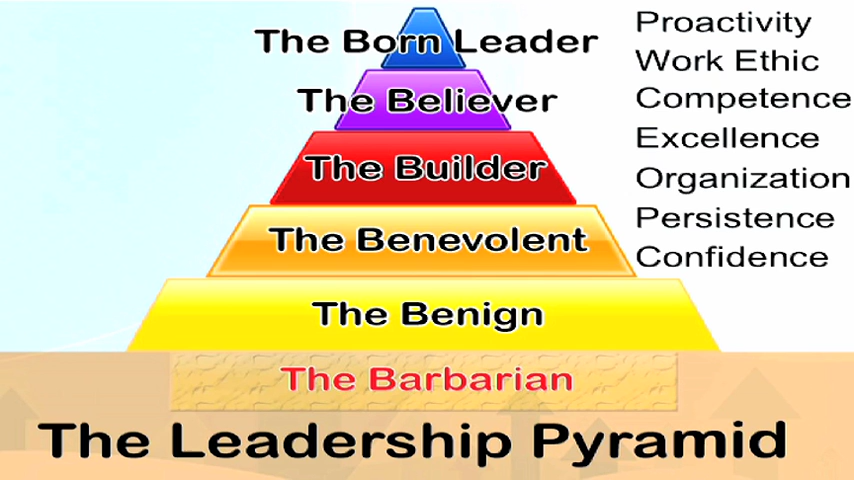 The Born Leader
The Believer
The Builder
The Benevolent
The Benign
The Barbarian
The Leadership Pyramid
Proactivity
Work Ethic
Competence
Excellence
Organization
Persistence
Confidence